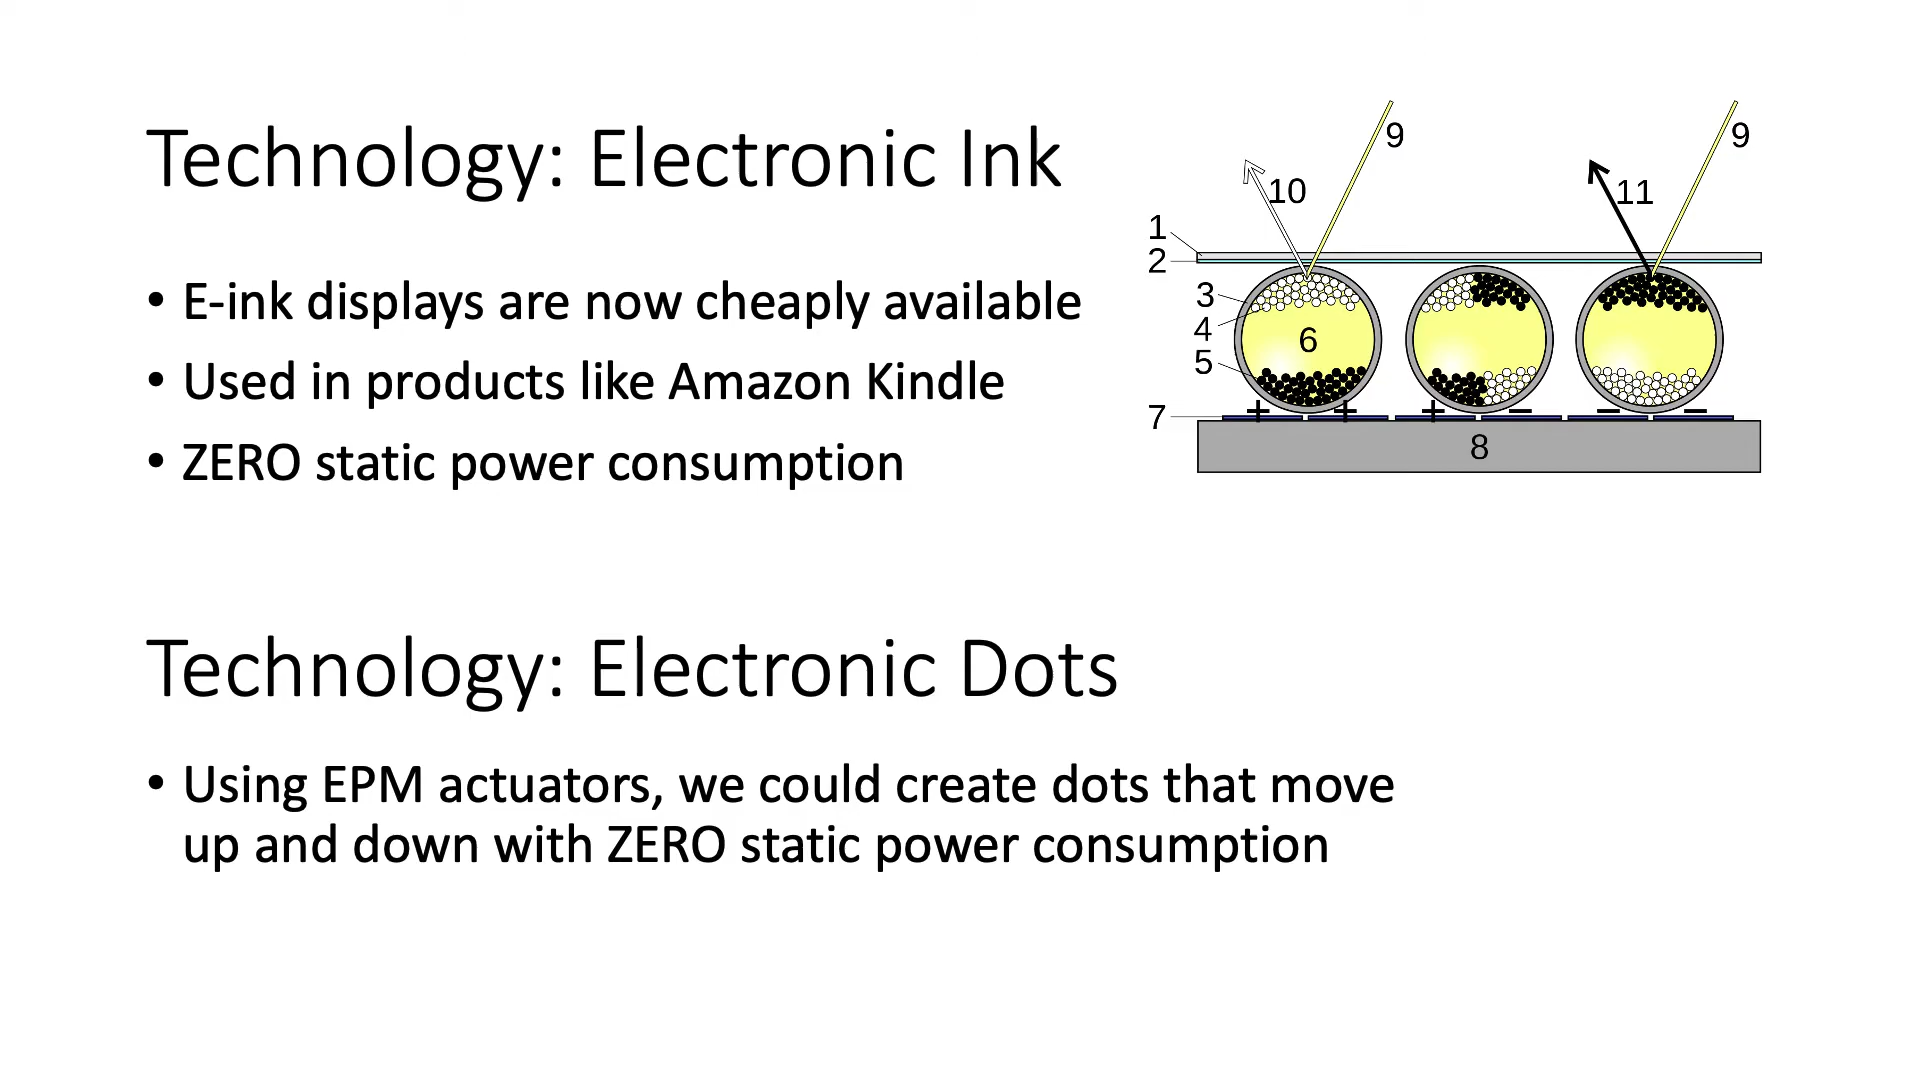 Technology: Electronic Ink
• E-ink displays are now cheaply available
• Used in products like Amazon Kindle
• ZERO static power consumption
9
9
10
11
1
2
3
4
5
6
7
+ + + − − −
8
Technology: Electronic Dots
• Using EPM actuators, we could create dots that move
up and down with ZERO static power consumption